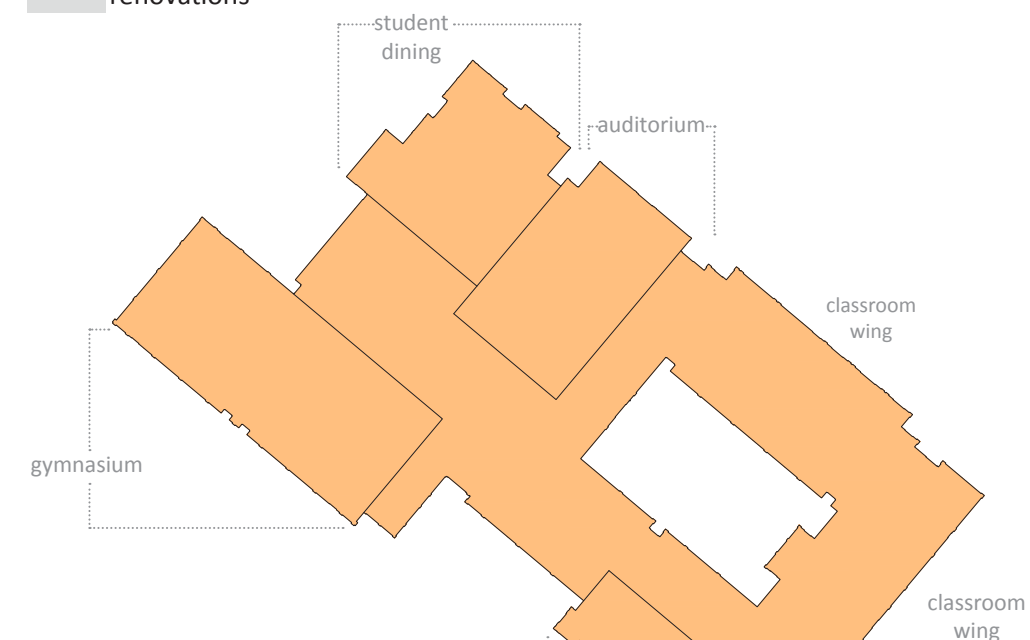 renovations
student
dining
auditorium
classroom
wing
gymnasium
classroom
wing